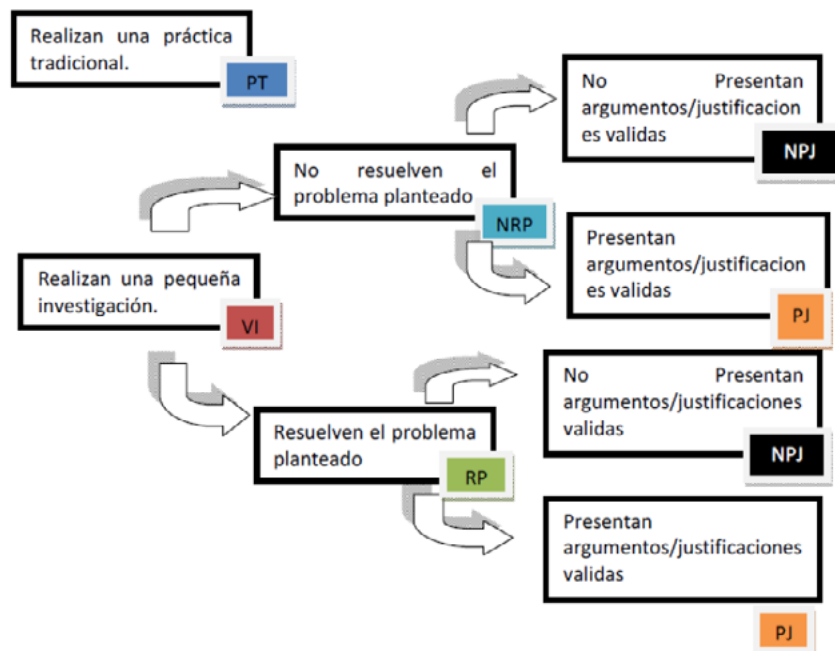 Realizan una práctica
tradicional.
PT
No Presentan
argumentos/justificacion
es validas
NPJ
No resuelven el
problema planteado
NRP
Presentan
argumentos/justificacion
es validas
PJ
Realizan una pequeña
investigación.
VI
No Presentan
argumentos/justificaciones
validas
NPJ
Resuelven el problema
planteado
RP
Presentan
argumentos/justificaciones
validas
PJ